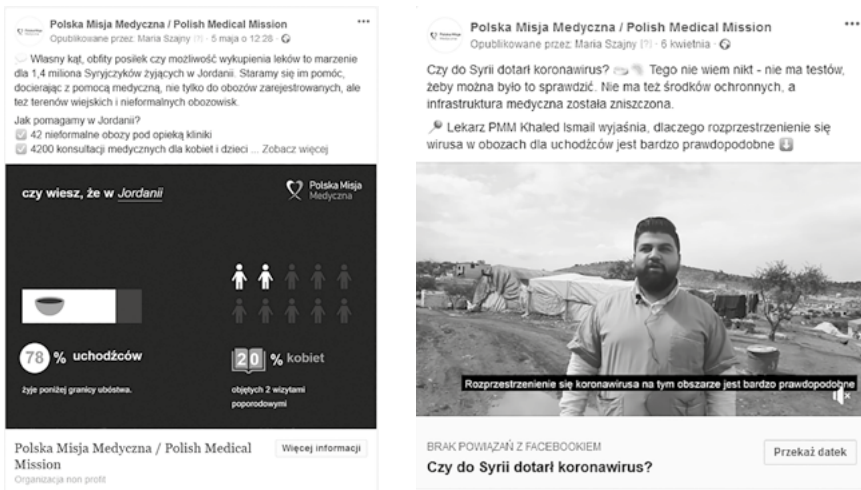 Polska Misja Medyczna / Polish Medical Mission
Opublikowane przez: Maria Szajny [?] · 5 maja o 12:26 ·
Własny kąt, obfity posiłek czy możliwość wykupienia leków to marzenie
dla 1,4 miliona Syryjczyków żyjących w Jordanii. Staramy się im pomóc,
docierając z pomocą medyczną, nie tylko do obozów zarejestrowanych, ale
też terenów wiejskich i nieformalnych obozowisk.
Jak pomagamy w Jordanii?
42 nieformalne obozy pod opieką kliniki
4200 konsultacji medycznych dla kobiet i dzieci ... Zobacz więcej
czy wiesz, że w Jordanii
Polska Misja
Medyczna
78 % uchodźców
żyje poniżej granicy ubóstwa.
20 % kobiet
objętych 2 wizytami
poporodowymi
Polska Misja Medyczna / Polish Medical
Mission
Organizacja non profit
Więcej informacji
Polska Misja Medyczna / Polish Medical Mission
Opublikowane przez: Maria Szajny [?] · 6 kwietnia ·
Czy do Syrii dotarł koronawirus? Tego nie wiem nikt - nie ma testów,
żeby można było to sprawdzić. Nie ma też środków ochronnych, a
infrastruktura medyczna została zniszczona.
Lekarz PMM Khaled Ismail wyjaśnia, dlaczego rozprzestrzenienie się
wirusa w obozach dla uchodźców jest bardzo prawdopodobne
Rozprzestrzenienie się koronawirusa na tym obszarze jest bardzo prawdopodobne
BRAK POWIĄZAŃ Z FACEBOOKIEM
Czy do Syrii dotarł koronawirus?
Przekaż datek